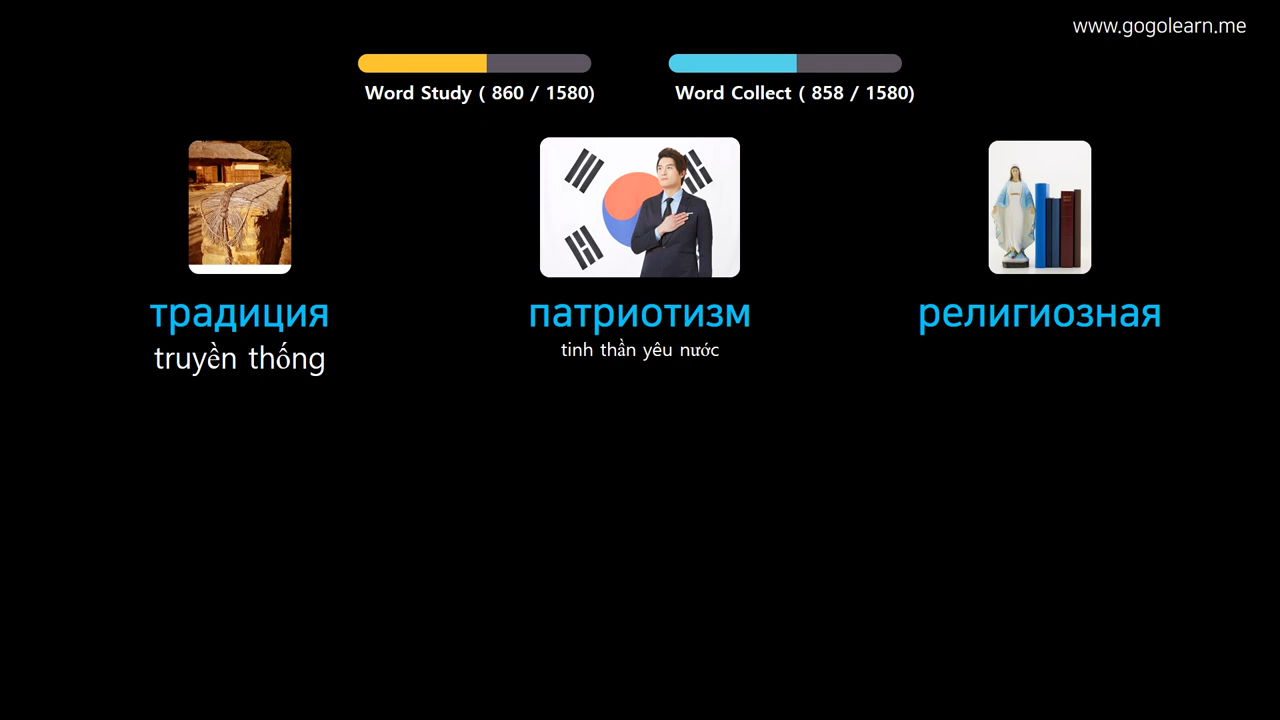 www.gogolearn.me
Word Study ( 860 / 1580)
Word Collect ( 858 / 1580)
традиция
truyền thống
патриотизм
tinh thần yêu nước
религиозная